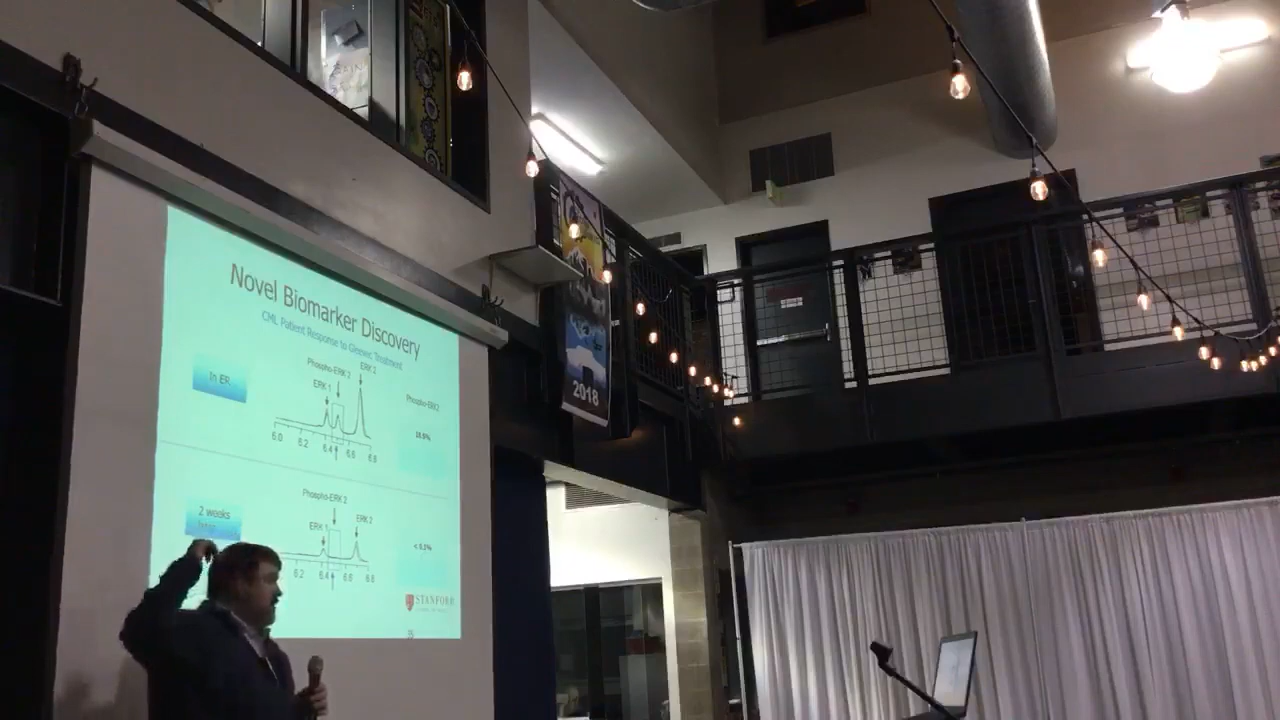 Novel Biomarker Discovery
CML Patient Response to Gleevec Treatment
In ER
Phospho-ERK 2
ERK 1
ERK 2
6.0
6.2
6.4
6.6
6.8
Phospho-ERK2
2 weeks
later
Phospho-ERK 2
ERK 1
ERK 2
6.2
6.4
6.6
6.8
STANFORD
2018